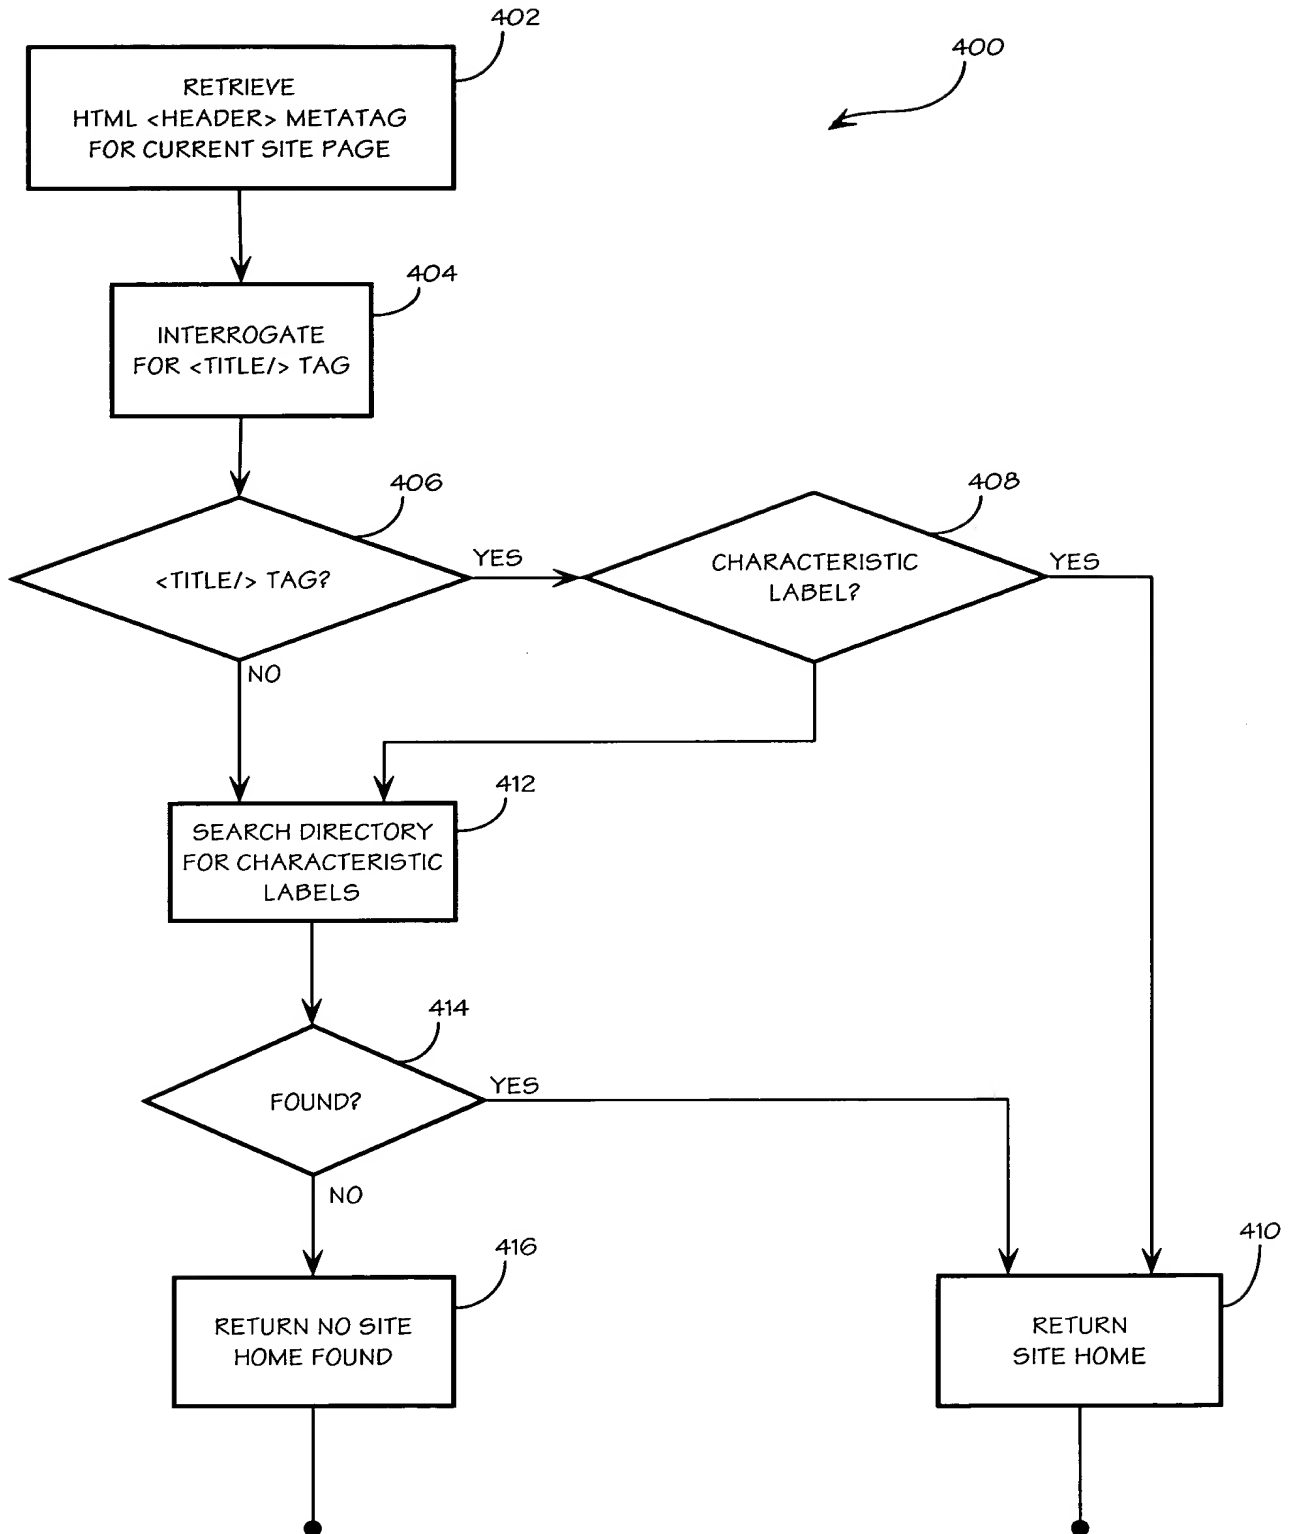 402
400
RETRIEVE
HTML <HEADER> METATAG
FOR CURRENT SITE PAGE
404
INTERROGATE
FOR <TITLE/> TAG
406
408
<TITLE/> TAG?
YES
CHARACTERISTIC
LABEL?
YES
NO
412
SEARCH DIRECTORY
FOR CHARACTERISTIC
LABELS
414
FOUND?
YES
NO
416
410
RETURN NO SITE
HOME FOUND
RETURN
SITE HOME